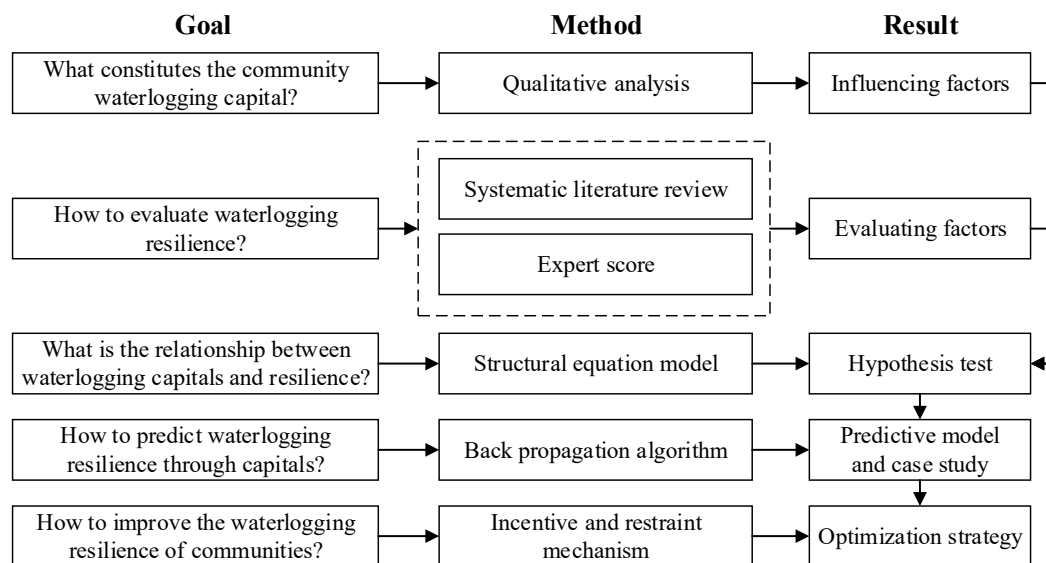 Goal
Method
Result
What constitutes the community
waterlogging capital?
Qualitative analysis
Influencing factors
How to evaluate waterlogging
resilience?
Systematic literature review
Expert score
Evaluating factors
What is the relationship between
waterlogging capitals and resilience?
Structural equation model
Hypothesis test
How to predict waterlogging
resilience through capitals?
Back propagation algorithm
Predictive model
and case study
How to improve the waterlogging
resilience of communities?
Incentive and restraint
mechanism
Optimization strategy